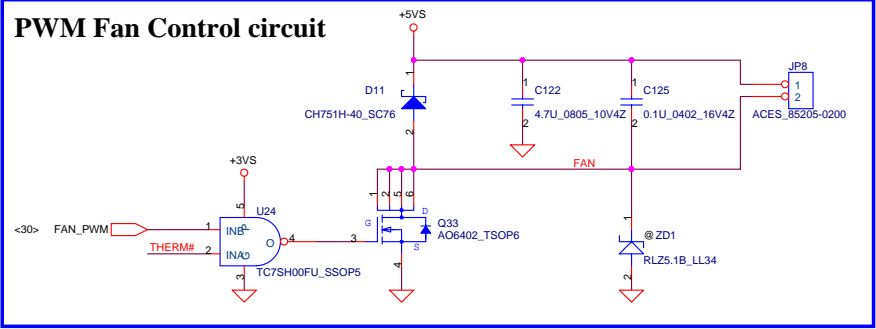 PWM Fan Control circuit
+5VS
JP8
1
2
ACES_85205-0200
D11
1
2
CH751H-40_SC76
C122
1
2
4.7U_0805_10V4Z
C125
1
2
0.1U_0402_16V4Z
FAN
+3VS
1
2
5
6
D
G
S
Q33
AO6402_TSOP6
3
4
U24
5
P
<30>
FAN_PWM
1
INB
THERM#
2
INA
G
O
4
3
TC7SH00FU_SSOP5
1
@ ZD1
RLZ5.1B_LL34
2